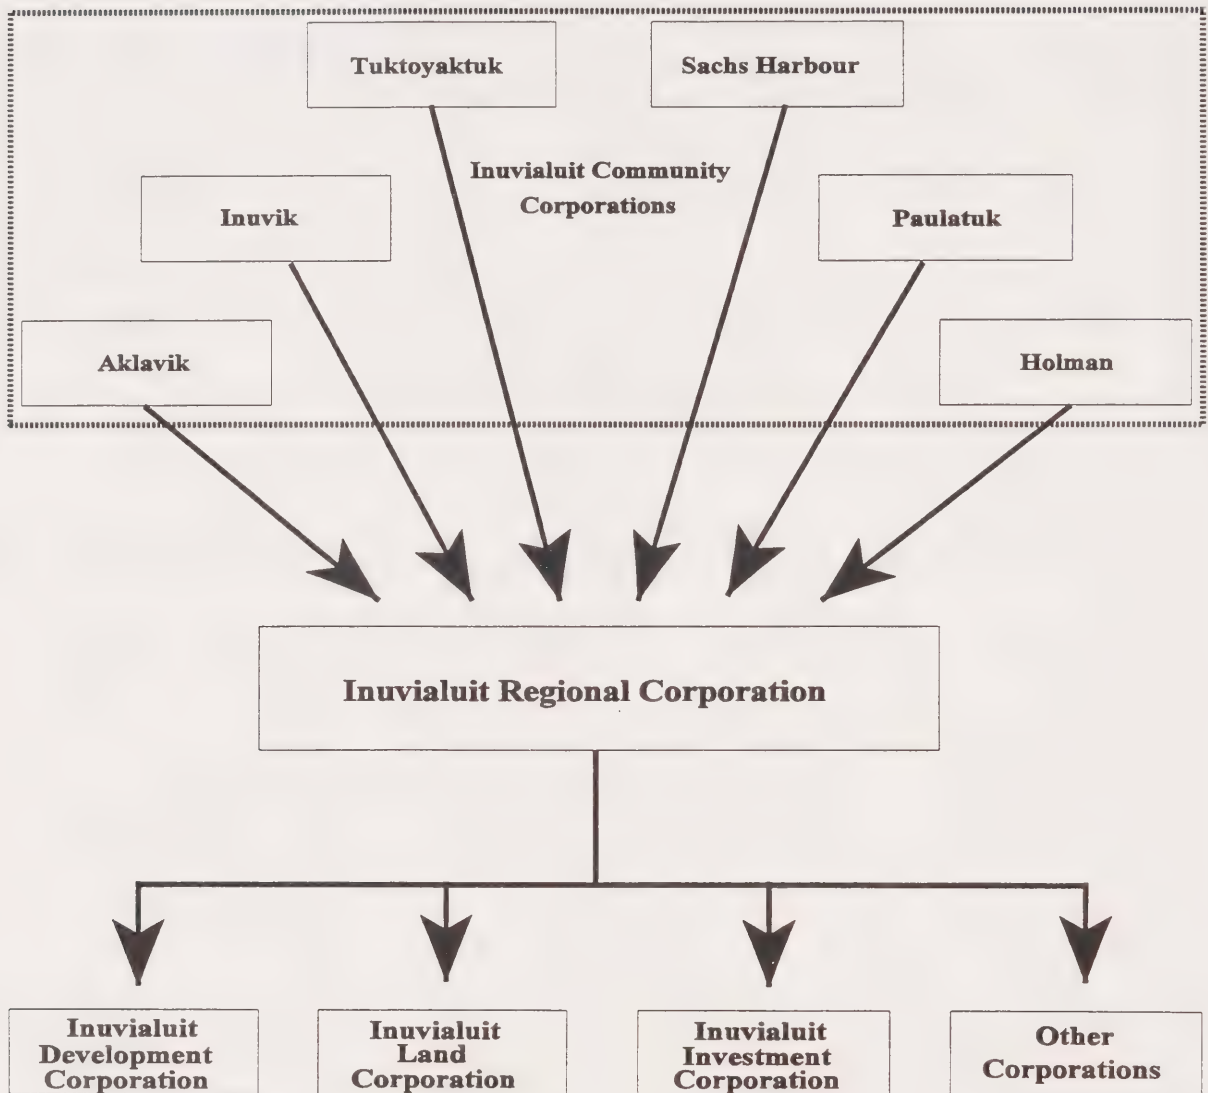 Tuktoyaktuk
Sachs Harbour
Inuvialuit Community
Corporations
Inuvik
Paulatuk
Aklavik
Holman
Inuvialuit Regional Corporation
Inuvialuit
Development
Corporation
Inuvialuit
Land
Corporation
Inuvialuit
Investment
Corporation
Other
Corporations